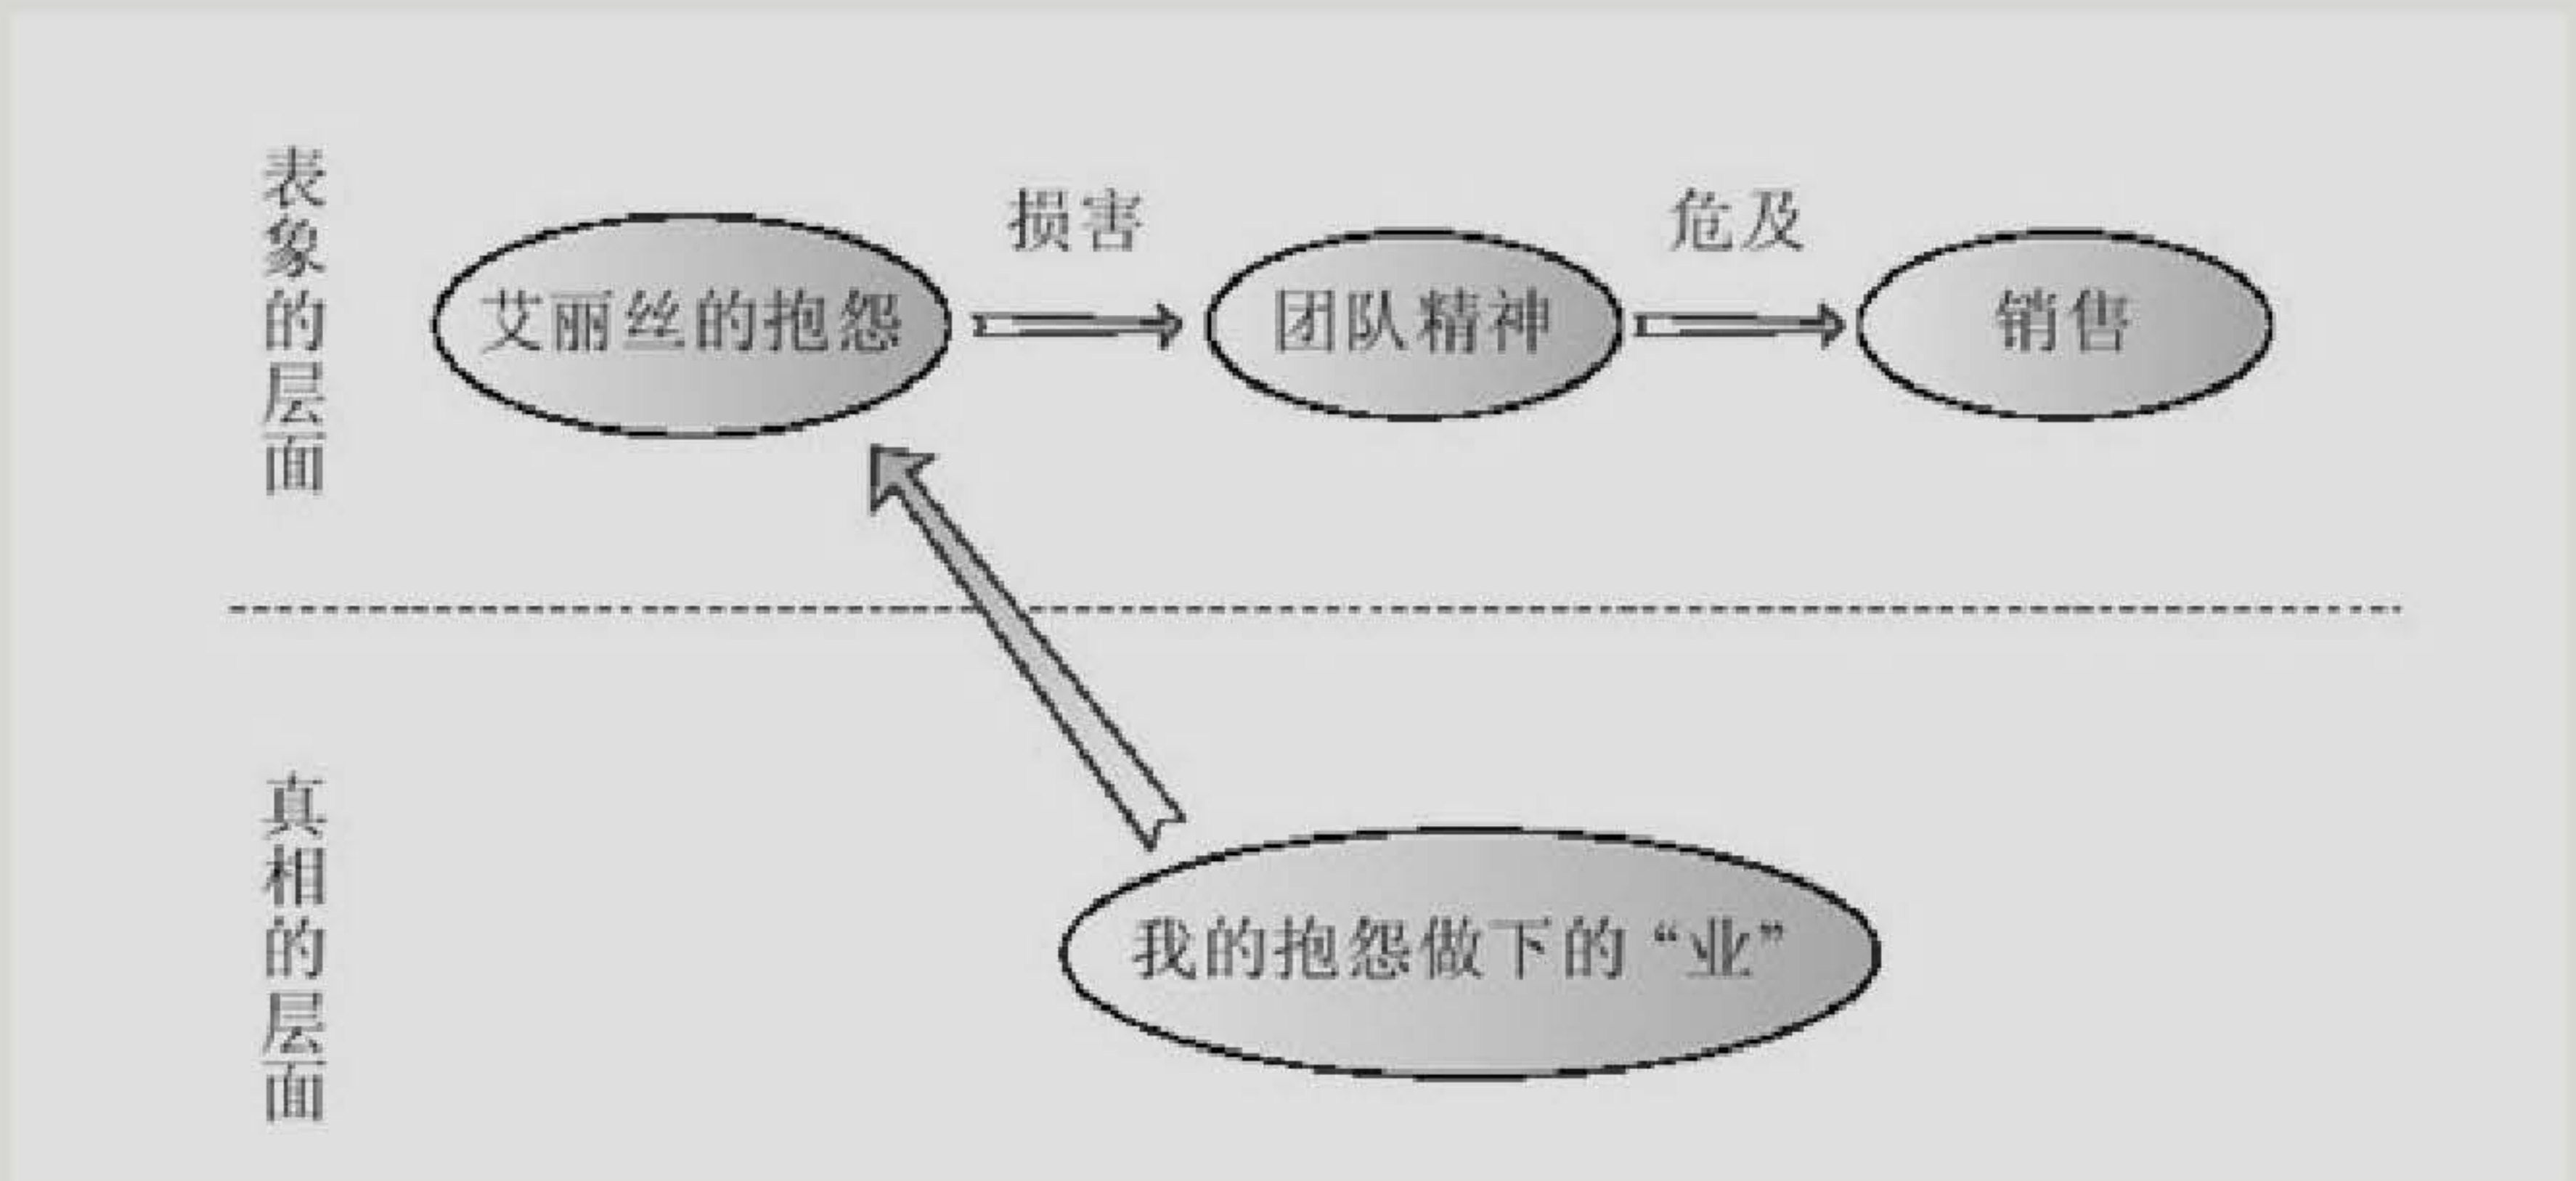 表象的层面
损害
危及
艾丽丝的抱怨
团队精神
销售
真相的层面
我的抱怨做下的“业”